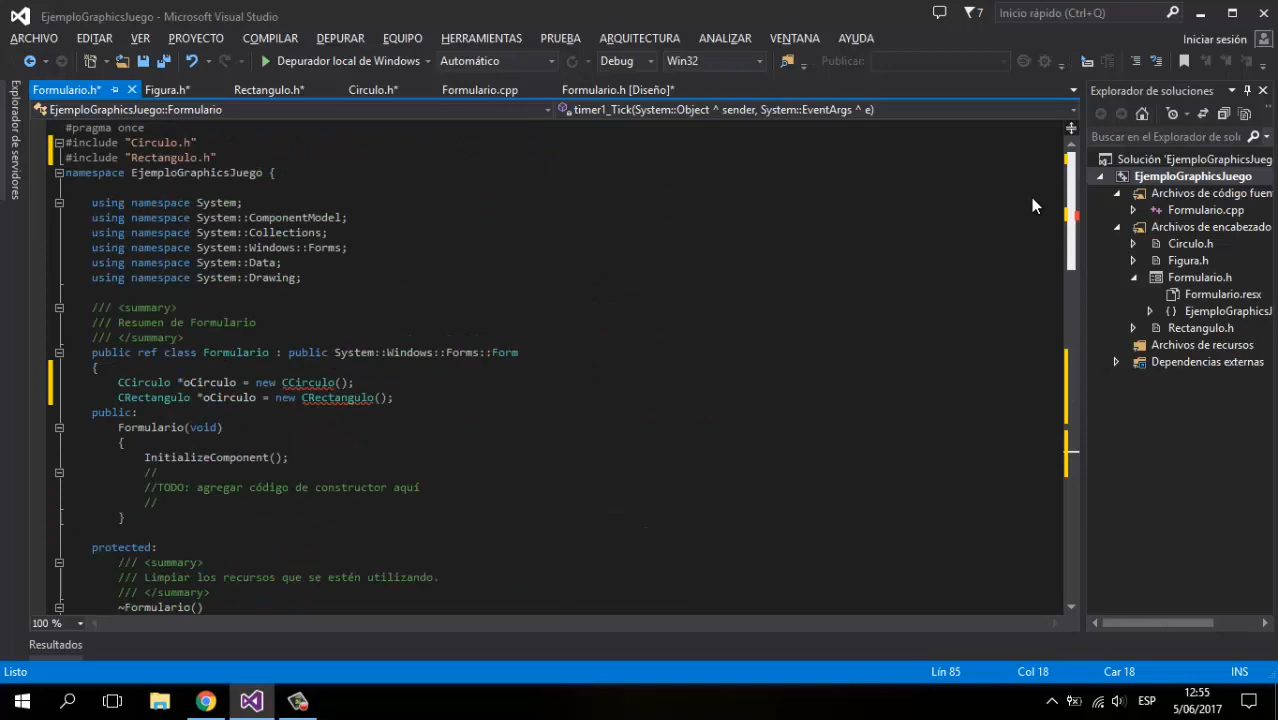 EjemploGraphicsJuego - Microsoft Visual Studio
7
Inicio rápido (Ctrl+Q)
ARCHIVO EDITAR VER PROYECTO COMPILAR DEPURAR EQUIPO HERRAMIENTAS PRUEBA ARQUITECTURA ANALIZAR VENTANA AYUDA
Iniciar sesión
Depurador local de Windows Automático Debug Win32 Publicar:
Explorador de servidores
Formulario.h* Figura.h* Rectangulo.h* Circulo.h* Formulario.cpp Formulario.h [Diseño]*
EjemploGraphicsJuego::Formulario
timer1_Tick(System::Object ^ sender, System::EventArgs ^ e)
#pragma once
#include "Circulo.h"
#include "Rectangulo.h"
namespace EjemploGraphicsJuego {
using namespace System;
using namespace System::ComponentModel;
using namespace System::Collections;
using namespace System::Windows::Forms;
using namespace System::Data;
using namespace System::Drawing;
/// <summary>
/// Resumen de Formulario
/// </summary>
public ref class Formulario : public System::Windows::Forms::Form
{
CCirculo *oCirculo = new CCirculo();
CRectangulo *oCirculo = new CRectangulo();
public:
Formulario(void)
{
InitializeComponent();
//
//TODO: agregar código de constructor aquí
//
}
protected:
/// <summary>
/// Limpiar los recursos que se estén utilizando.
/// </summary>
~Formulario()
100 %
Explorador de soluciones
Buscar en el Explorador de solu
Solución 'EjemploGraphicsJueg
EjemploGraphicsJuego
Archivos de código fuen
Formulario.cpp
Archivos de encabezado
Circulo.h
Figura.h
Formulario.h
Formulario.resx
EjemploGraphicsJ
Rectangulo.h
Archivos de recursos
Dependencias externas
Resultados
Listo Lín 85 Col 18 Car 18 INS
ESP
12:55
5/06/2017